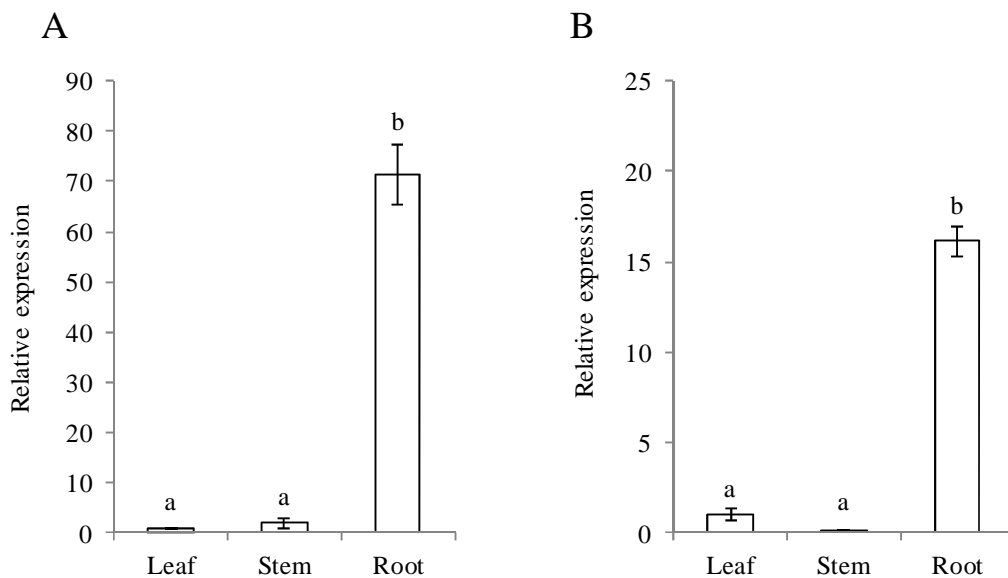 A
Relative expression
90
80
70
60
50
40
30
20
10
0
a
a
b
Leaf Stem Root
B
Relative expression
25
20
15
10
5
0
a
a
b
Leaf Stem Root